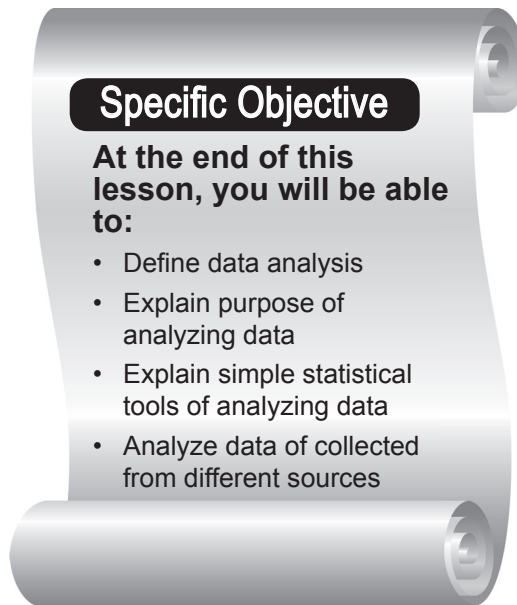 Specific Objective
At the end of this
lesson, you will be able
to:
• Define data analysis
• Explain purpose of
analyzing data
• Explain simple statistical
tools of analyzing data
• Analyze data of collected
from different sources